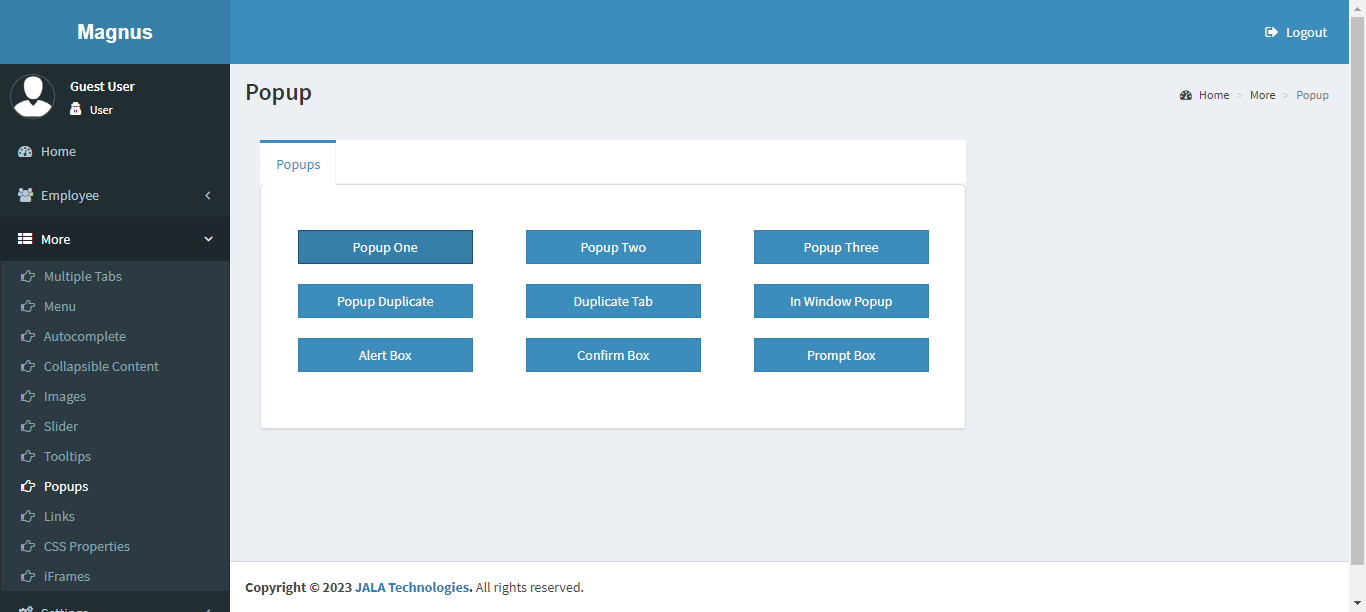 Magnus
Logout
Guest User
User
Home
Employee
More
Multiple Tabs
Menu
Autocomplete
Collapsible Content
Images
Slider
Tooltips
Popups
Links
CSS Properties
iFrames
Settings
Popup
Home > More > Popup
Popups
Popup One Popup Two Popup Three
Popup Duplicate Duplicate Tab In Window Popup
Alert Box Confirm Box Prompt Box
Copyright © 2023 JALA Technologies. All rights reserved.